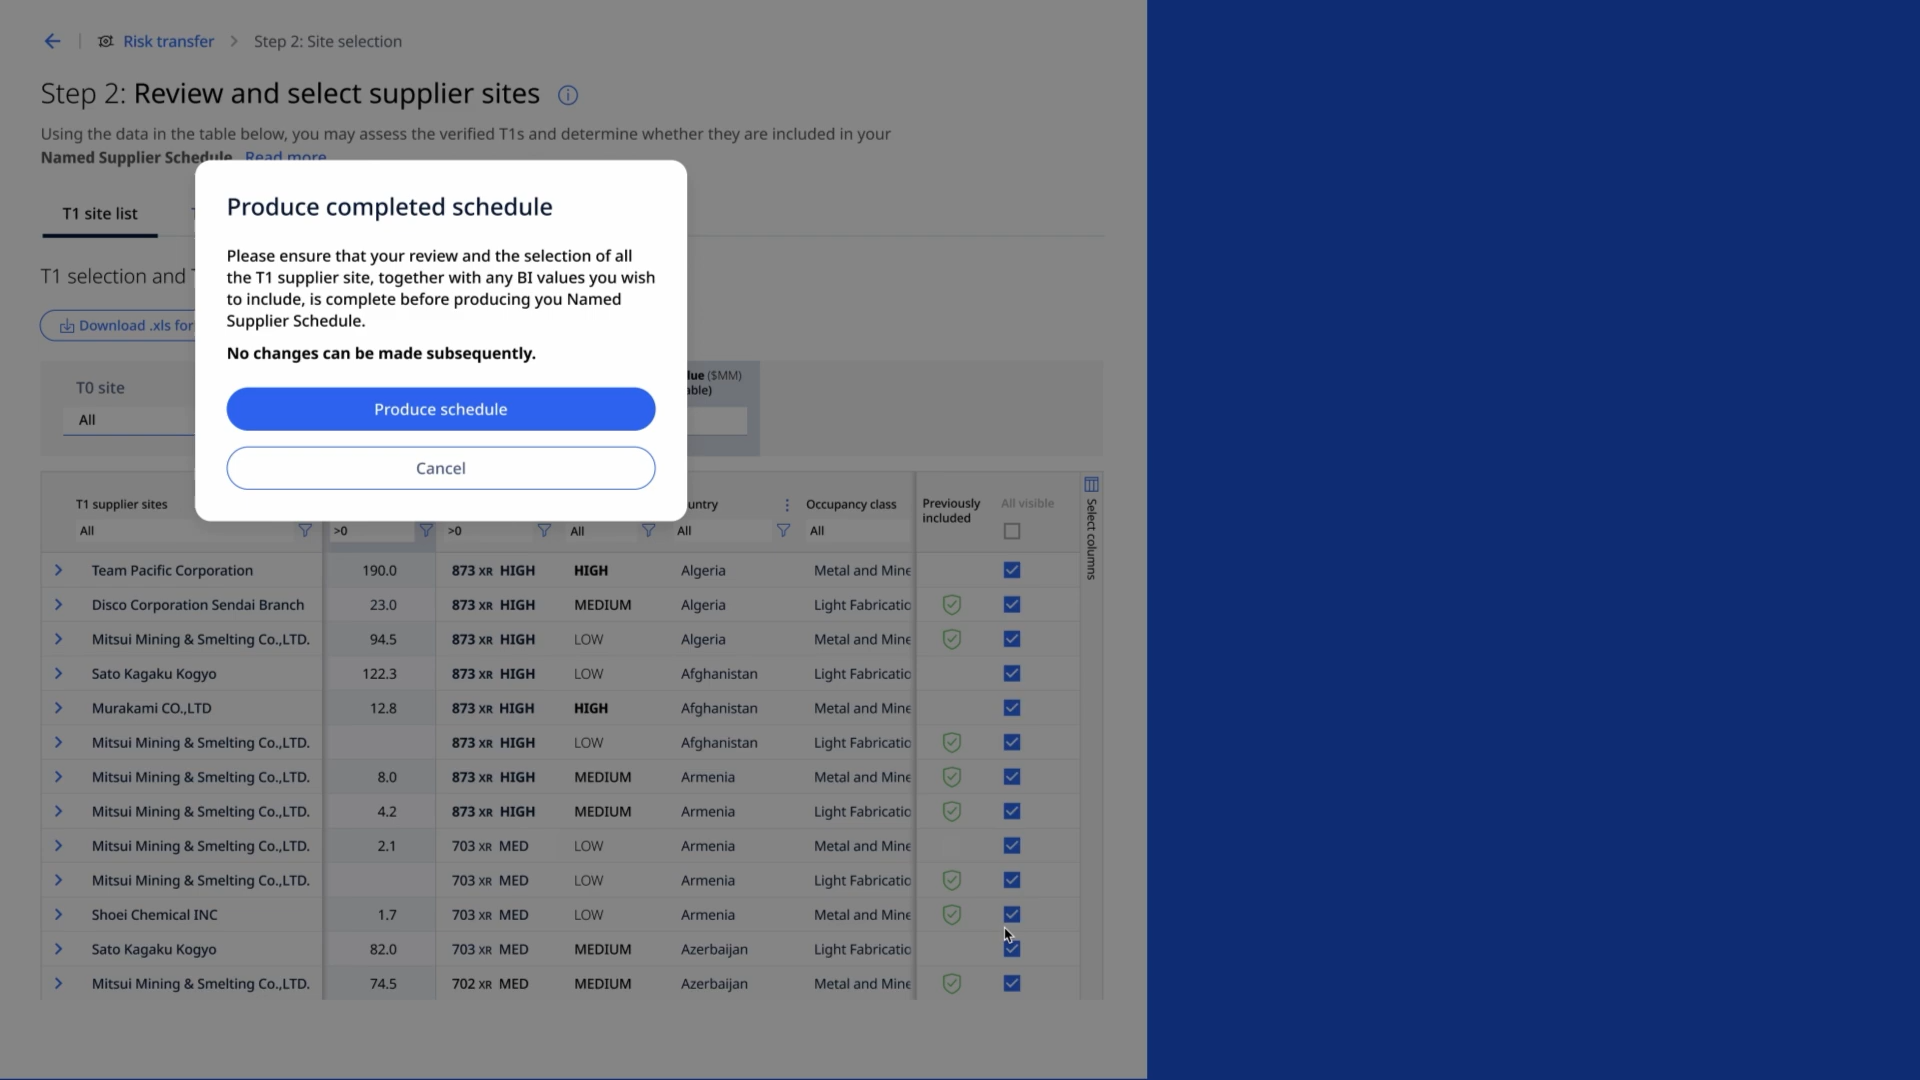 Risk transfer > Step 2: Site selection
Step 2: Review and select supplier sites
Using the data in the table below, you may assess the verified T1s and determine whether they are included in your
Named Supplier Schedule. Read more
Produce completed schedule
Please ensure that your review and the selection of all
the T1 supplier site, together with any BI values you wish
to include, is complete before producing you Named
Supplier Schedule.
No changes can be made subsequently.
Produce schedule
Cancel
T1 site list
T1 selection and
Download .xls for
T0 site
All
($MM)
T1 supplier sites Occupancy class Previously included All visible
All >0 >0 All All All
Select columns
Team Pacific Corporation 190.0 873 XR HIGH HIGH Algeria Metal and Mine
Disco Corporation Sendai Branch 23.0 873 XR HIGH MEDIUM Algeria Light Fabricatio
Mitsui Mining & Smelting Co.,LTD. 94.5 873 XR HIGH LOW Algeria Metal and Mine
Sato Kagaku Kogyo 122.3 873 XR HIGH LOW Afghanistan Light Fabricatio
Murakami CO.,LTD 12.8 873 XR HIGH HIGH Afghanistan Metal and Mine
Mitsui Mining & Smelting Co.,LTD. 873 XR HIGH LOW Afghanistan Light Fabricatio
Mitsui Mining & Smelting Co.,LTD. 8.0 873 XR HIGH MEDIUM Armenia Metal and Mine
Mitsui Mining & Smelting Co.,LTD. 4.2 873 XR HIGH MEDIUM Armenia Light Fabricatio
Mitsui Mining & Smelting Co.,LTD. 2.1 703 XR MED LOW Armenia Metal and Mine
Mitsui Mining & Smelting Co.,LTD. 703 XR MED LOW Armenia Light Fabricatio
Shoei Chemical INC 1.7 703 XR MED LOW Armenia Metal and Mine
Sato Kagaku Kogyo 82.0 703 XR MED MEDIUM Azerbaijan Light Fabricatio
Mitsui Mining & Smelting Co.,LTD. 74.5 702 XR MED MEDIUM Azerbaijan Metal and Mine